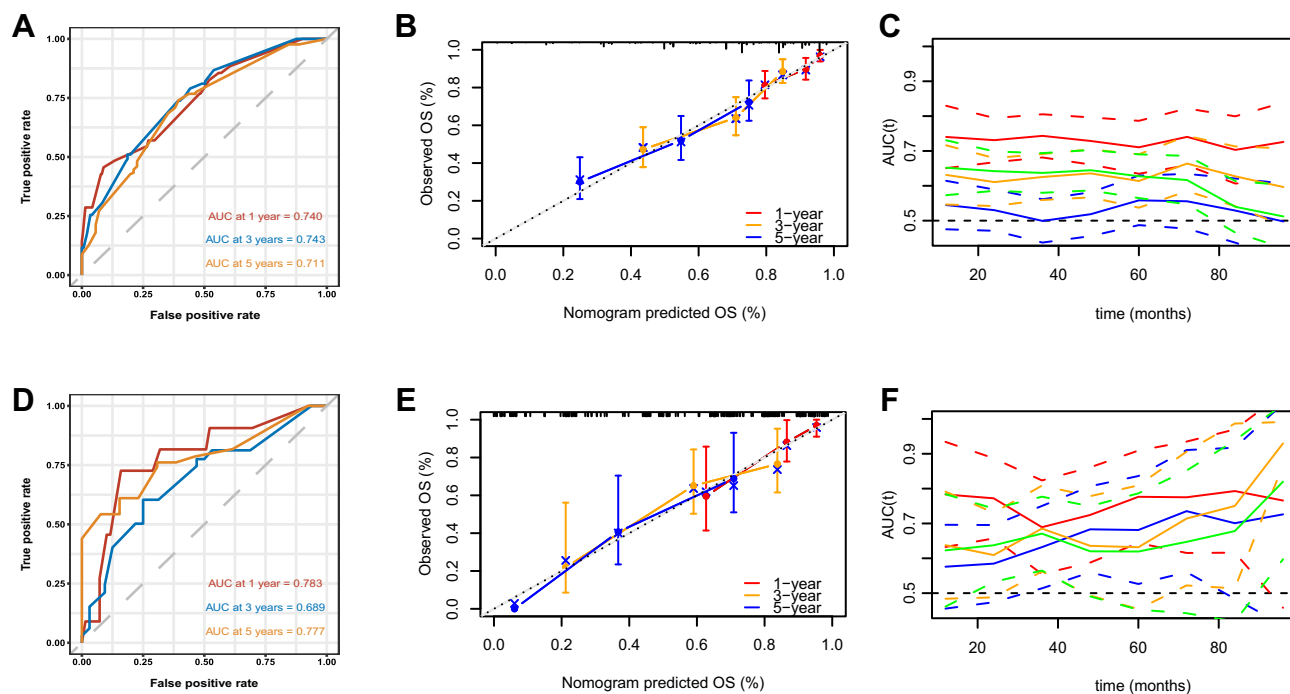 A
1.00
0.75
0.50
0.25
0.00
True positive rate
AUC at 1 year = 0.740
AUC at 3 years = 0.743
AUC at 5 years = 0.711
0.00 0.25 0.50 0.75 1.00
False positive rate
B
1.0
0.8
0.6
0.4
0.2
0.0
Observed OS (%)
1−year
3−year
5−year
0.0 0.2 0.4 0.6 0.8 1.0
Nomogram predicted OS (%)
C
0.9
0.7
0.5
AUC(t)
20 40 60 80
time (months)
D
1.00
0.75
0.50
0.25
0.00
True positive rate
AUC at 1 year = 0.783
AUC at 3 years = 0.689
AUC at 5 years = 0.777
0.00 0.25 0.50 0.75 1.00
False positive rate
E
1.0
0.8
0.6
0.4
0.2
0.0
Observed OS (%)
1−year
3−year
5−year
0.0 0.2 0.4 0.6 0.8 1.0
Nomogram predicted OS (%)
F
0.9
0.7
0.5
AUC(t)
20 40 60 80
time (months)